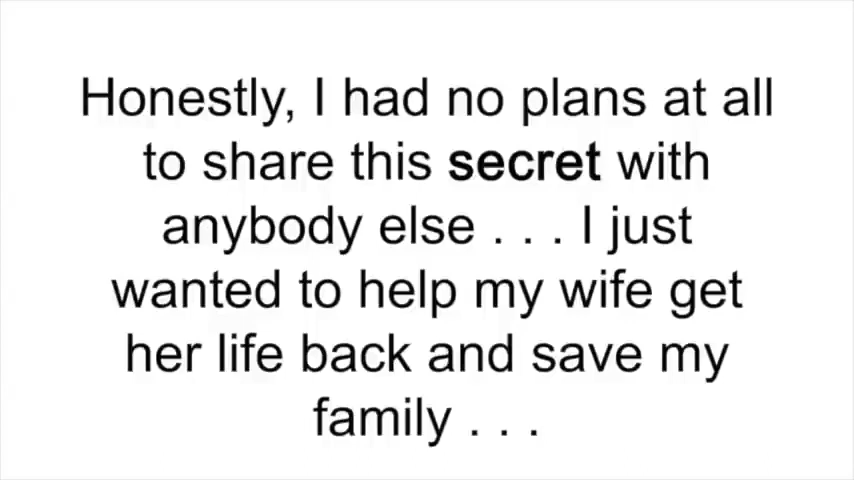 Honestly, I had no plans at all
to share this secret with
anybody else . . . I just
wanted to help my wife get
her life back and save my
family . . .